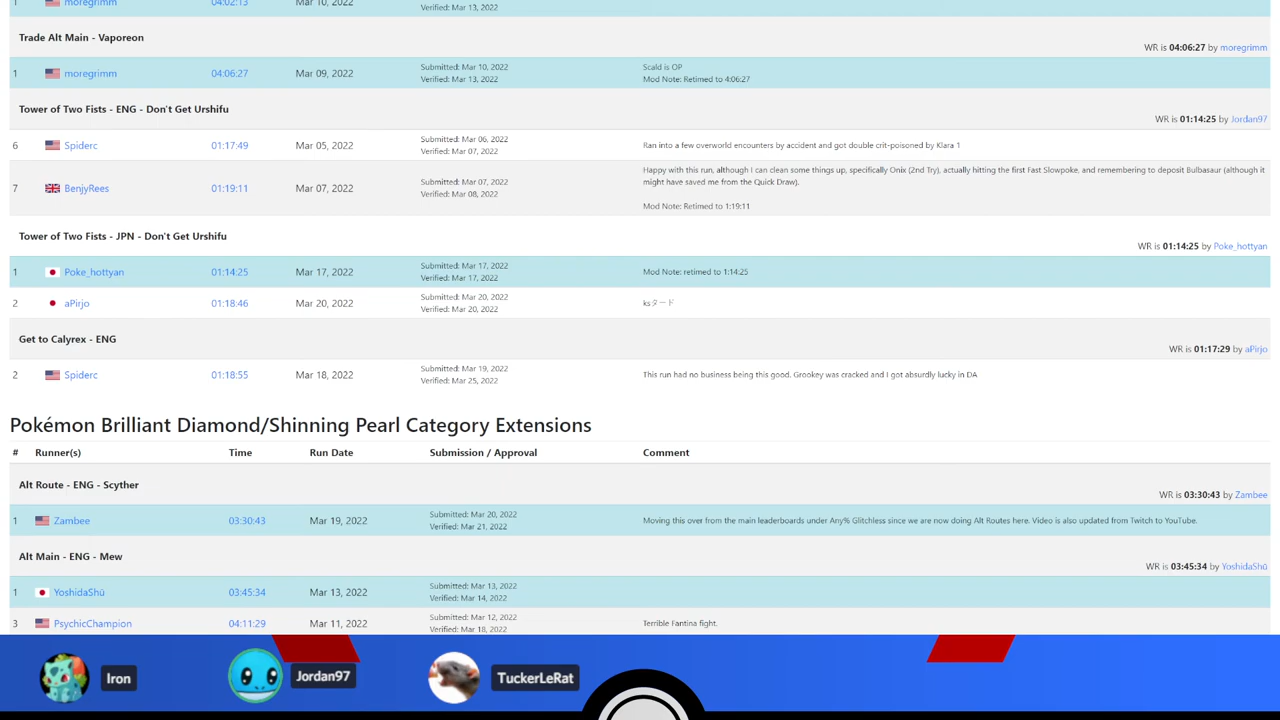 1 moregrimm 04:02:13 Mar 10, 2022 Verified: Mar 13, 2022
Trade Alt Main - Vaporeon
WR is 04:06:27 by moregrimm
1 moregrimm 04:06:27 Mar 09, 2022 Submitted: Mar 10, 2022 Scald is OP
Verified: Mar 13, 2022 Mod Note: Retimed to 4:06:27
Tower of Two Fists - ENG - Don't Get Urshifu
WR is 01:14:25 by Jordan97
6 Spiderc 01:17:49 Mar 05, 2022 Submitted: Mar 06, 2022 Ran into a few overworld encounters by accident and got double crit-poisoned by Klara 1
Verified: Mar 07, 2022
7 BenjyRees 01:19:11 Mar 07, 2022 Submitted: Mar 07, 2022 Happy with this run, although I can clean some things up, specifically Onix (2nd Try), actually hitting the first Fast Slowpoke, and remembering to deposit Bulbasaur (although it
Verified: Mar 08, 2022 might have saved me from the Quick Draw).
Mod Note: Retimed to 1:19:11
Tower of Two Fists - JPN - Don't Get Urshifu
WR is 01:14:25 by Poke_hottyan
1 Poke_hottyan 01:14:25 Mar 17, 2022 Submitted: Mar 17, 2022 Mod Note: retimed to 1:14:25
Verified: Mar 17, 2022
2 aPirjo 01:18:46 Mar 20, 2022 Submitted: Mar 20, 2022 ksタード
Verified: Mar 20, 2022
Get to Calyrex - ENG
WR is 01:17:29 by aPirjo
2 Spiderc 01:18:55 Mar 18, 2022 Submitted: Mar 19, 2022 This run had no business being this good. Grookey was cracked and I got absurdly lucky in DA
Verified: Mar 25, 2022
Pokémon Brilliant Diamond/Shinning Pearl Category Extensions
# Runner(s) Time Run Date Submission / Approval Comment
Alt Route - ENG - Scyther
WR is 03:30:43 by Zambee
1 Zambee 03:30:43 Mar 19, 2022 Submitted: Mar 20, 2022 Moving this over from the main leaderboards under Any% Glitchless since we are now doing Alt Routes here. Video is also updated from Twitch to YouTube.
Verified: Mar 21, 2022
Alt Main - ENG - Mew
WR is 03:45:34 by YoshidaShū
1 YoshidaShū 03:45:34 Mar 13, 2022 Submitted: Mar 13, 2022
Verified: Mar 14, 2022
3 PsychicChampion 04:11:29 Mar 11, 2022 Submitted: Mar 12, 2022 Terrible Fantina fight.
Verified: Mar 18, 2022
Iron Jordan97 TuckerLeRat